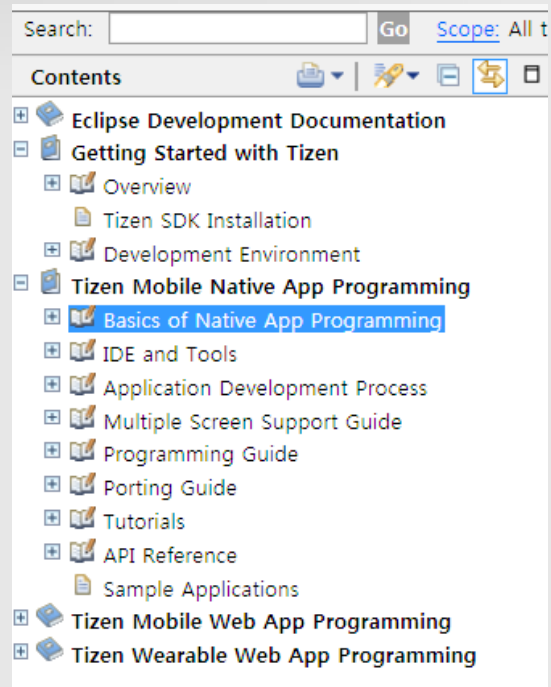 Search: Go Scope: All t
Contents
Eclipse Development Documentation
Getting Started with Tizen
Overview
Tizen SDK Installation
Development Environment
Tizen Mobile Native App Programming
Basics of Native App Programming
IDE and Tools
Application Development Process
Multiple Screen Support Guide
Programming Guide
Porting Guide
Tutorials
API Reference
Sample Applications
Tizen Mobile Web App Programming
Tizen Wearable Web App Programming